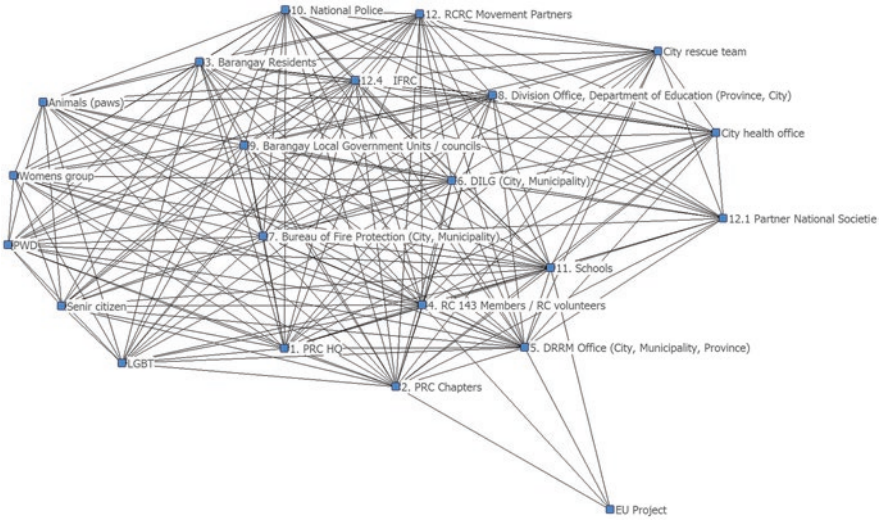 10. National Police
12. RCRC Movement Partners
City rescue team
3. Barangay Residents
12.4 IFRC
8. Division Office, Department of Education (Province, City)
Animals (paws)
City health office
9. Barangay Local Government Units / councils
Womens group
6. DILG (City, Municipality)
12.1 Partner National Societie
7. Bureau of Fire Protection (City, Municipality)
PWD
11. Schools
Senir citizen
4. RC 143 Members / RC volunteers
1. PRC HQ
5. DRRM Office (City, Municipality, Province)
LGBT
2. PRC Chapters
EU Project